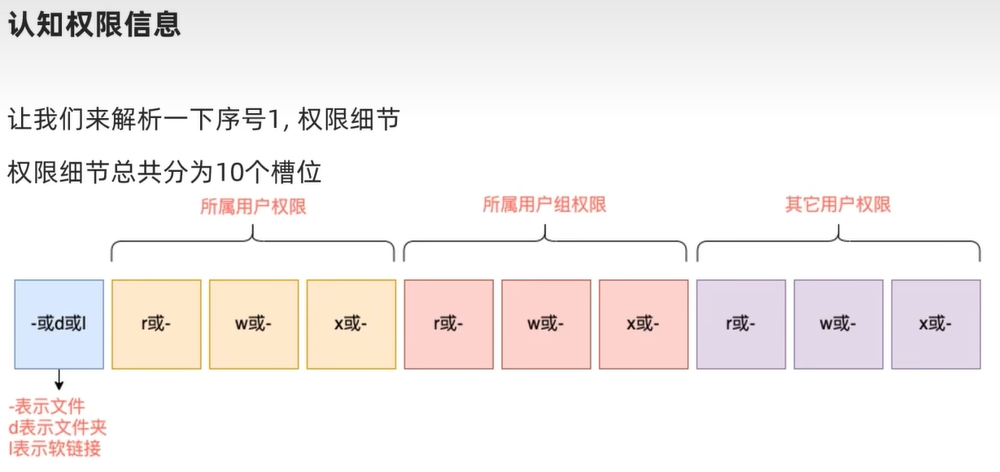 认知权限信息
让我们来解析一下序号1, 权限细节
权限细节总共分为10个槽位
所属用户权限 所属用户组权限 其它用户权限
-或d或l r或- w或- x或- r或- w或- x或- r或- w或- x或-
-表示文件
d表示文件夹
l表示软链接